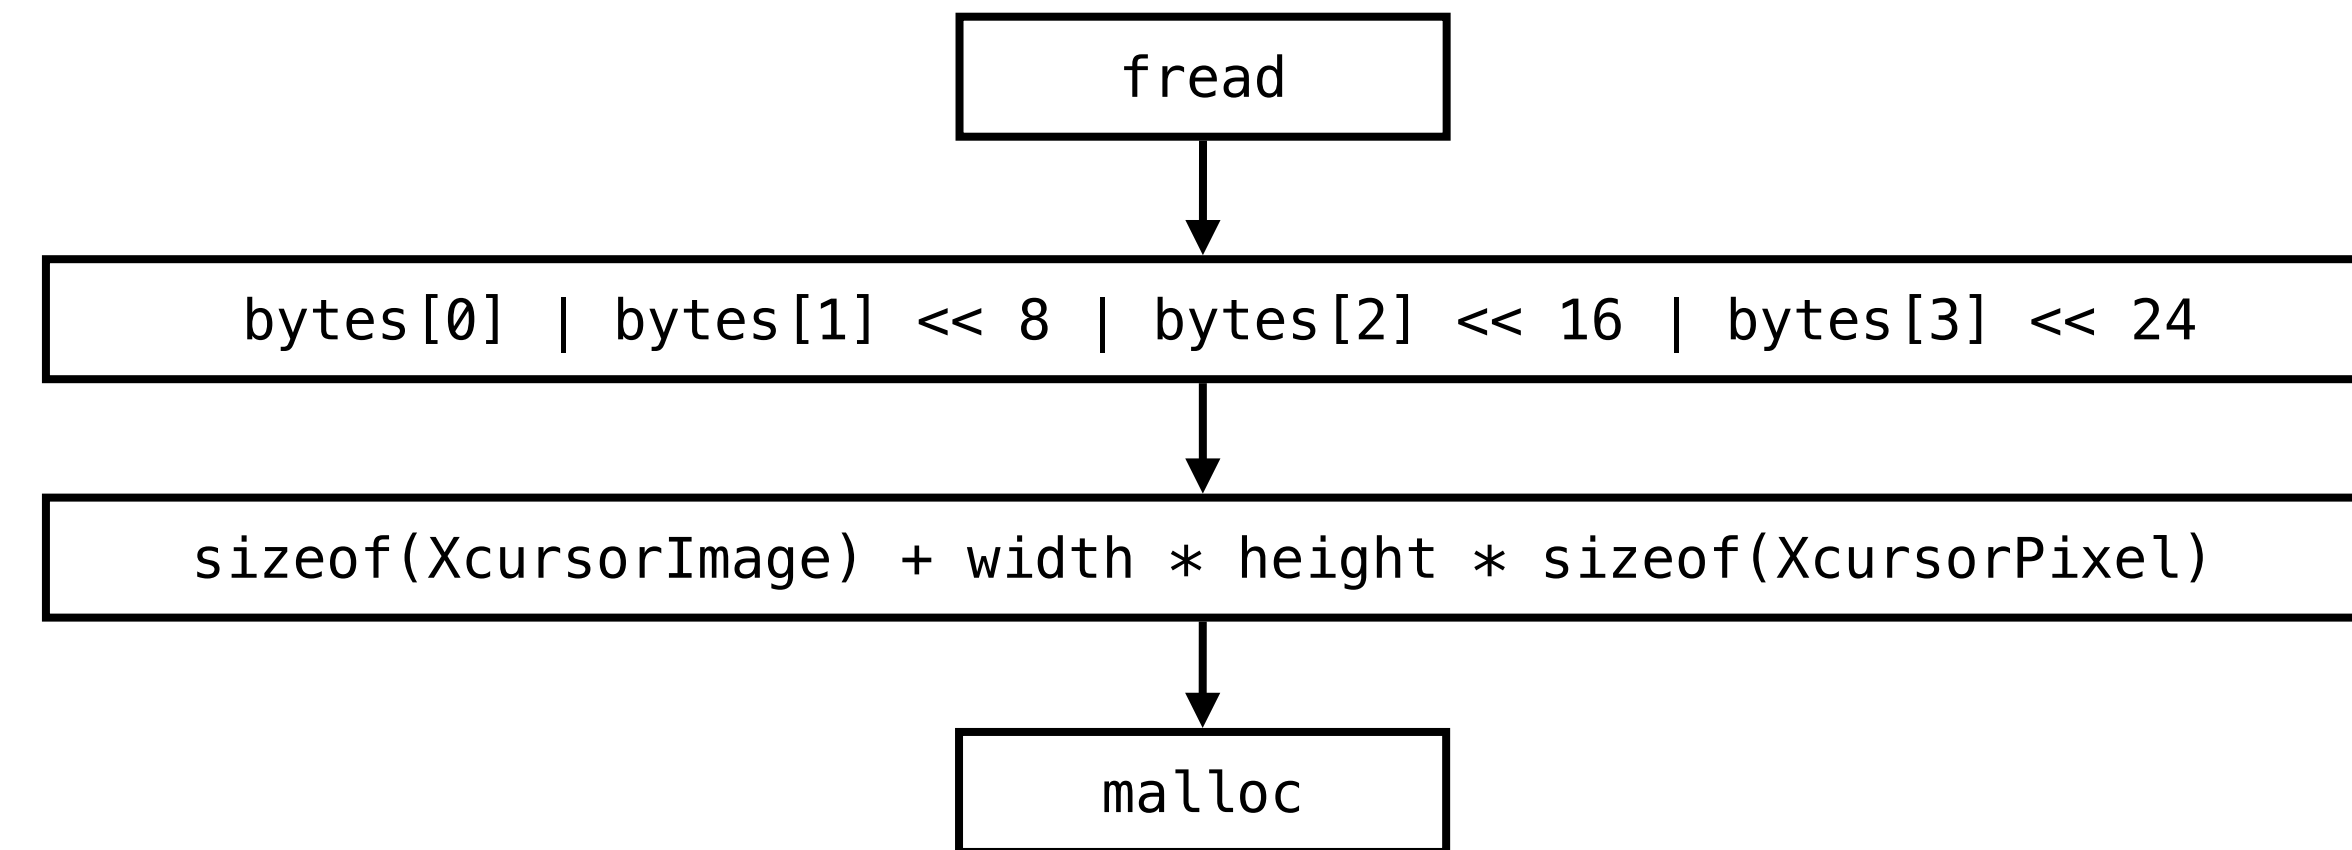 fread
bytes[0] | bytes[1] << 8 | bytes[2] << 16 | bytes[3] << 24
sizeof(XcursorImage) + width * height * sizeof(XcursorPixel)
malloc